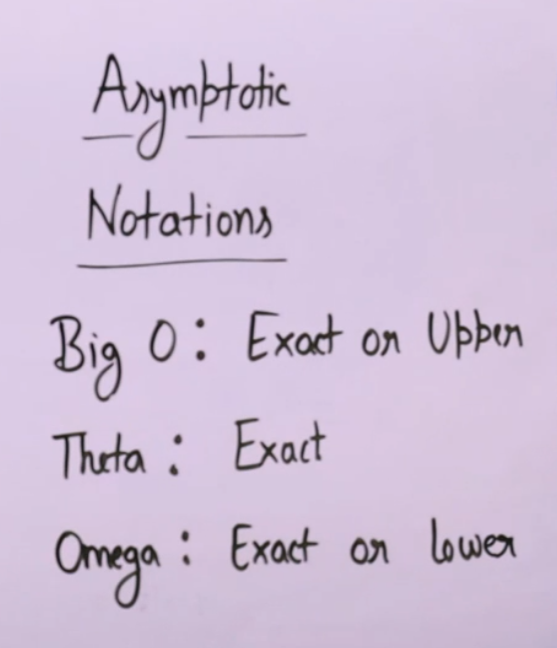 Asymptotic
Notations
Big O: Exact or Upper
Theta: Exact
Omega: Exact or lower